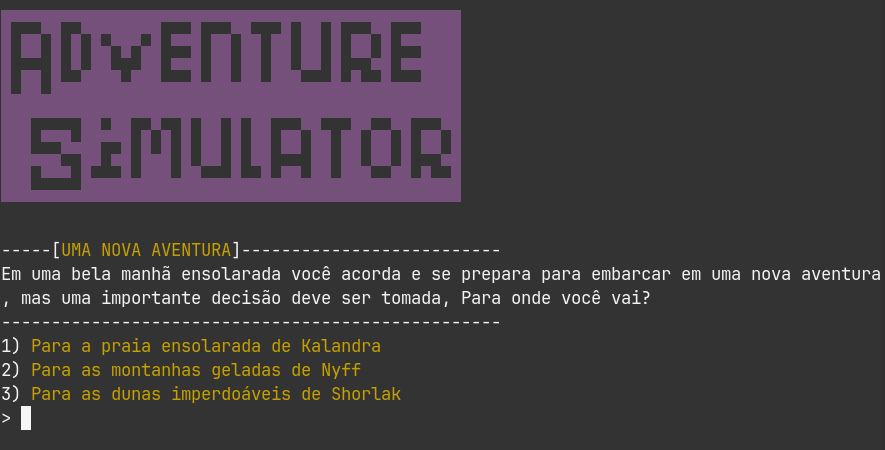 ADVENTURE
SiMULATOR
-----[UMA NOVA AVENTURA]--------------------------
Em uma bela manhã ensolarada você acorda e se prepara para embarcar em uma nova aventura
, mas uma importante decisão deve ser tomada, Para onde você vai?
--------------------------------------------------
1) Para a praia ensolarada de Kalandra
2) Para as montanhas geladas de Nyff
3) Para as dunas imperdoáveis de Shorlak
>